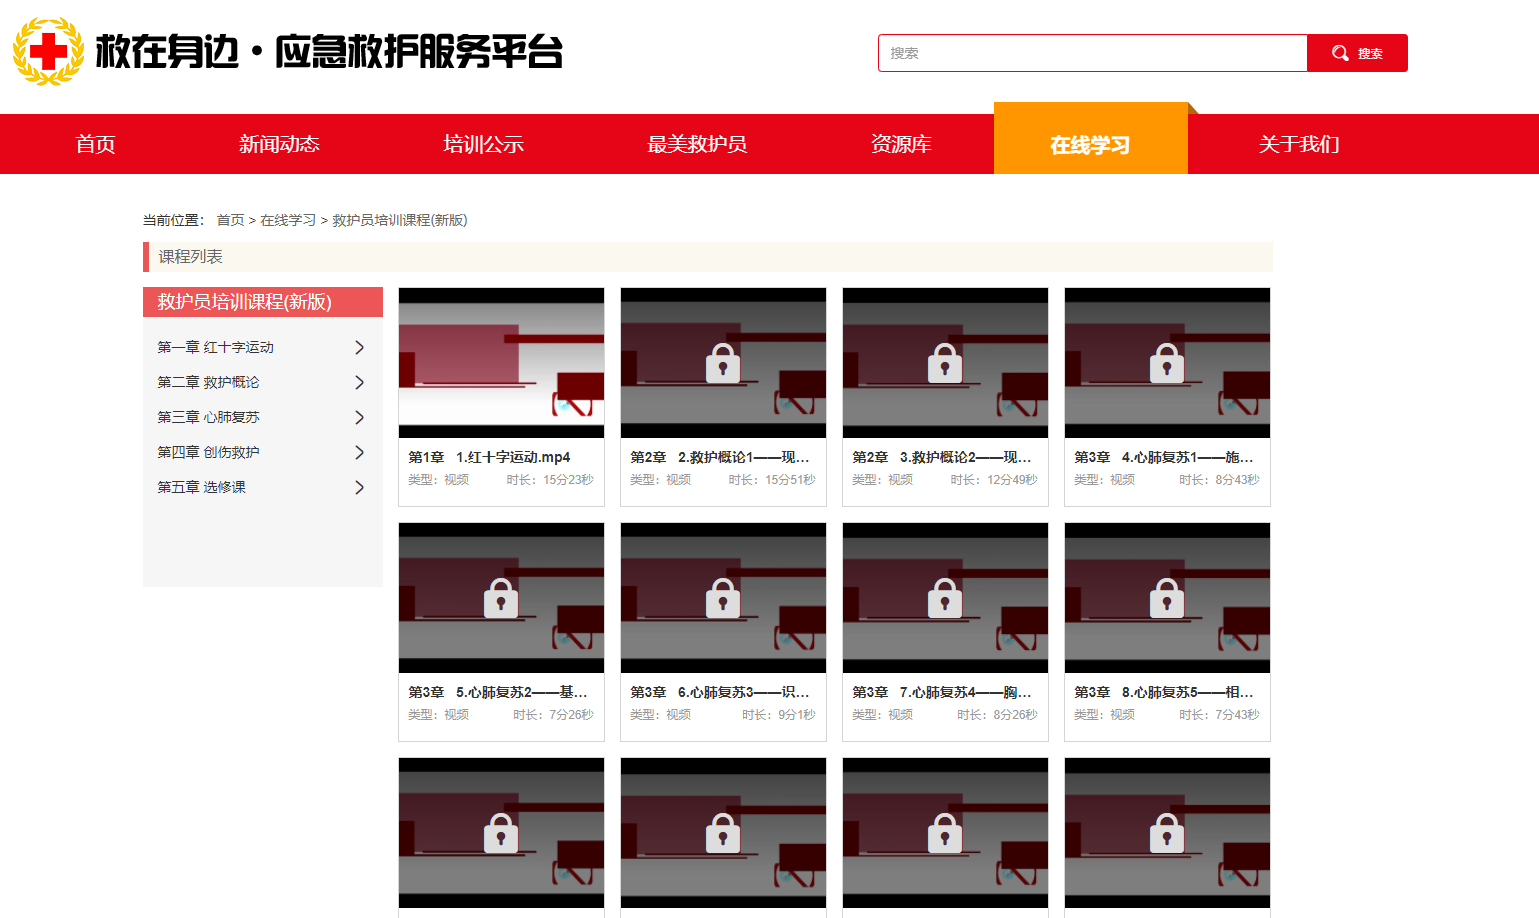 救在身边·应急救护服务平台
搜索
搜索
首页 新闻动态 培训公示 最美救护员 资源库 在线学习 关于我们
当前位置： 首页 > 在线学习 > 救护员培训课程(新版)
课程列表
救护员培训课程(新版)
第一章 红十字运动
第二章 救护概论
第三章 心肺复苏
第四章 创伤救护
第五章 选修课
第1章 1.红十字运动.mp4
类型：视频 时长：15分23秒
第2章 2.救护概论1——现...
类型：视频 时长：15分51秒
第2章 3.救护概论2——现...
类型：视频 时长：12分49秒
第3章 4.心肺复苏1——施...
类型：视频 时长：8分43秒
第3章 5.心肺复苏2——基...
类型：视频 时长：7分26秒
第3章 6.心肺复苏3——识...
类型：视频 时长：9分1秒
第3章 7.心肺复苏4——胸...
类型：视频 时长：8分26秒
第3章 8.心肺复苏5——相...
类型：视频 时长：7分43秒